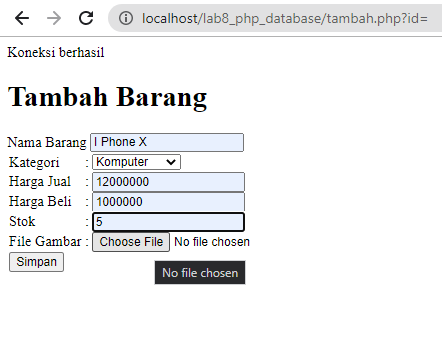 localhost/lab8_php_database/tambah.php?id=
Koneksi berhasil
Tambah Barang
Nama Barang I Phone X
Kategori : Komputer
Harga Jual : 12000000
Harga Beli : 1000000
Stok : 5
File Gambar : Choose File No file chosen
Simpan
No file chosen